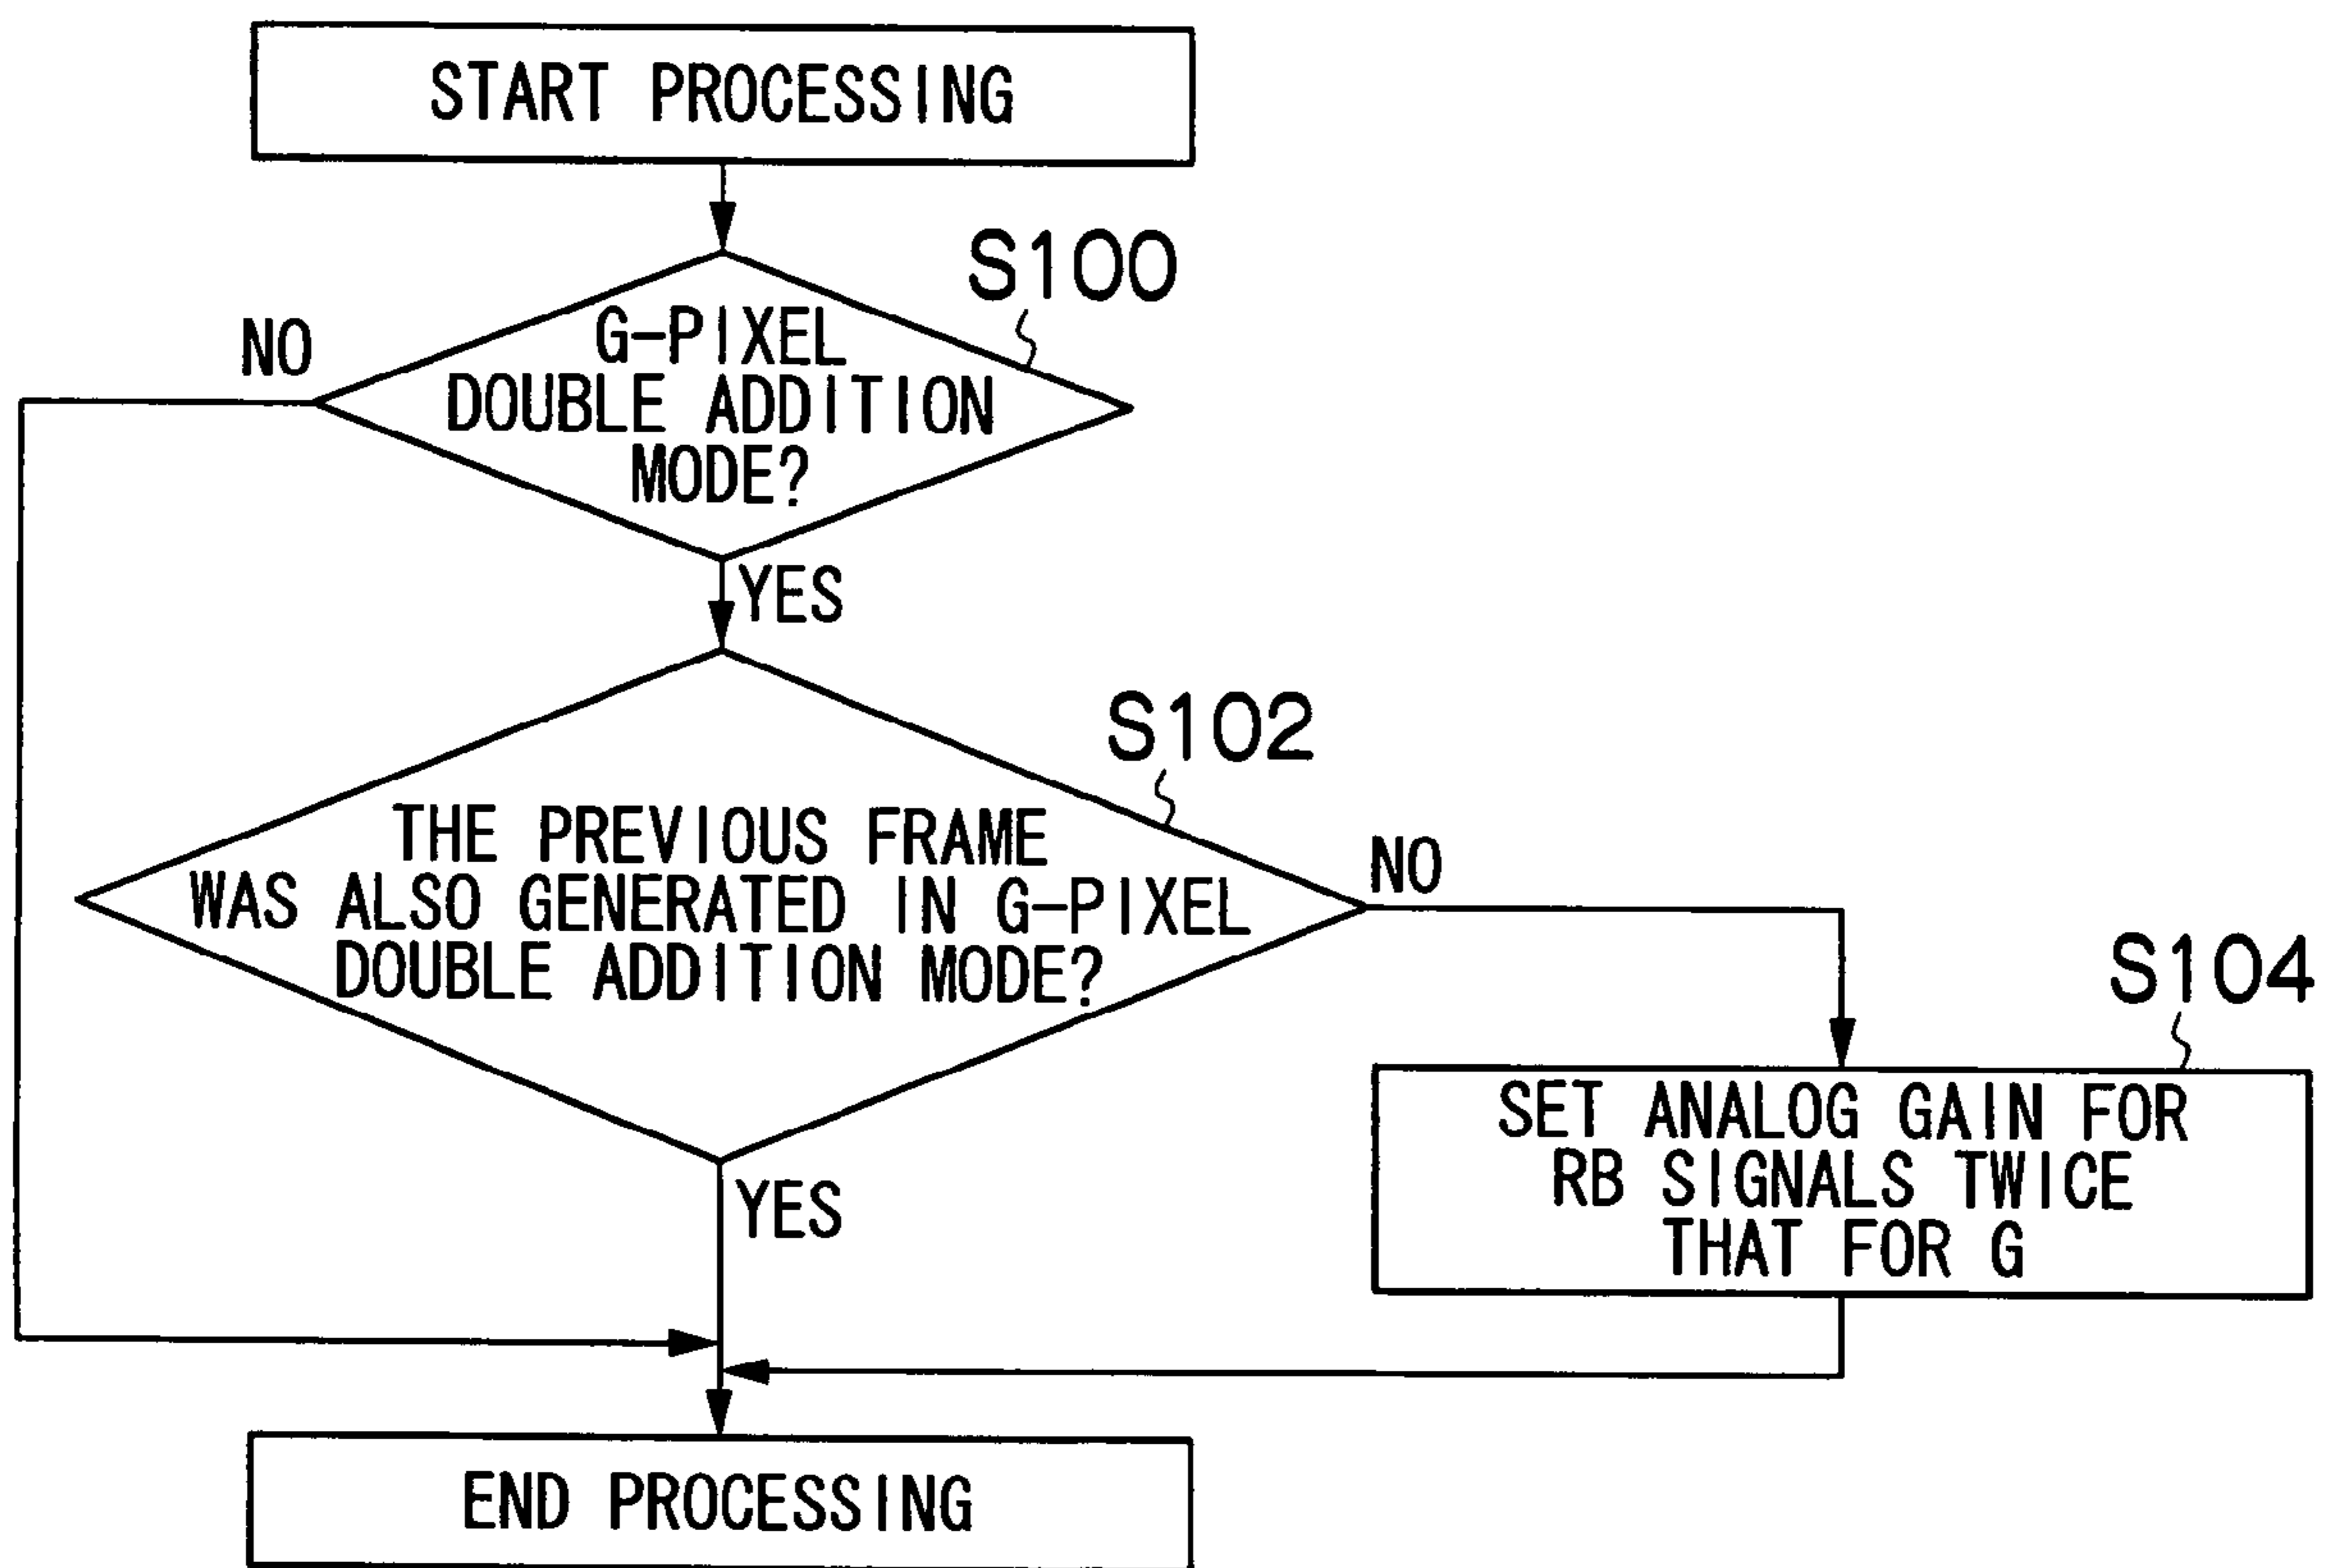 START PROCESSING
S100
NO
G-PIXEL
DOUBLE ADDITION
MODE?
YES
S102
THE PREVIOUS FRAME
WAS ALSO GENERATED IN G-PIXEL
DOUBLE ADDITION MODE?
NO
S104
SET ANALOG GAIN FOR
RB SIGNALS TWICE
THAT FOR G
YES
END PROCESSING